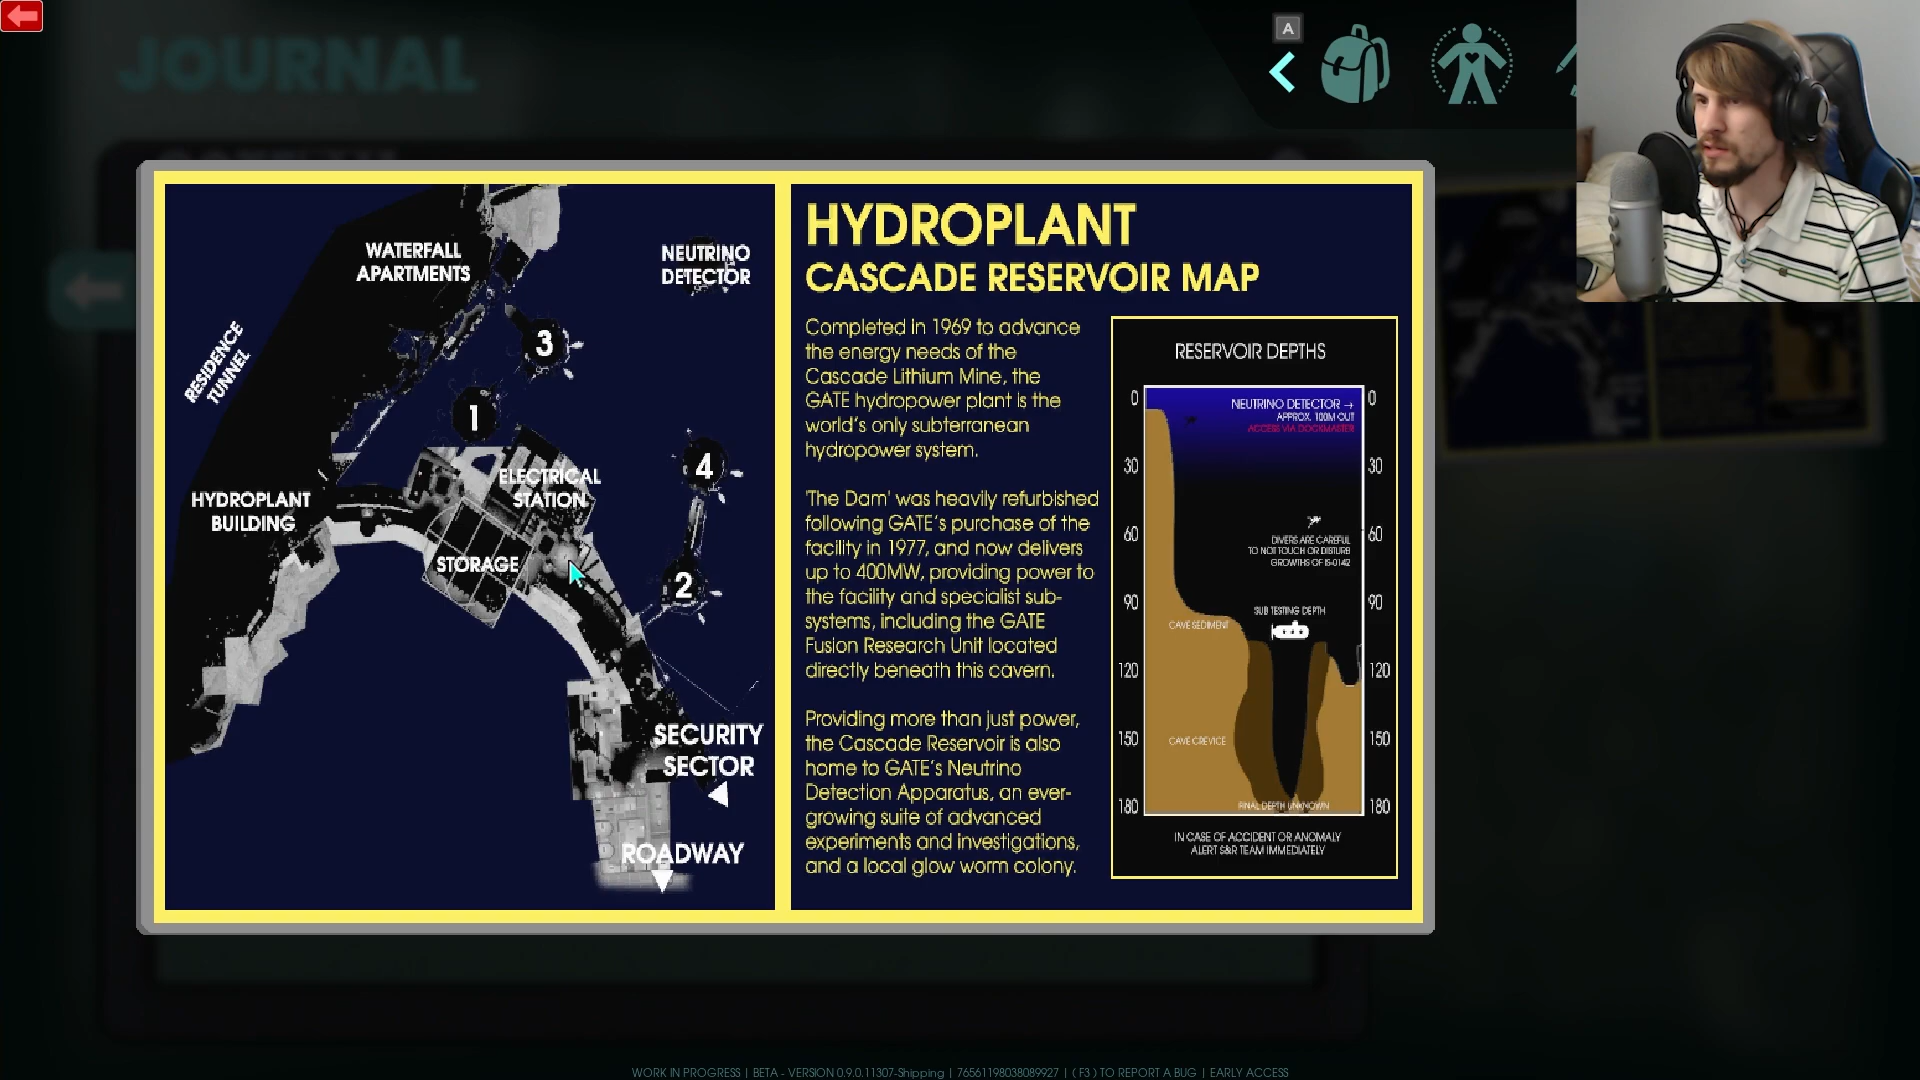 JOURNAL
A
WATERFALL
APARTMENTS
NEUTRINO
DETECTOR
RESIDENCE
TUNNEL
3
1
4
ELECTRICAL
STATION
HYDROPLANT
BUILDING
STORAGE
2
SECURITY
SECTOR
ROADWAY
HYDROPLANT
CASCADE RESERVOIR MAP
Completed in 1969 to advance
the energy needs of the
Cascade Lithium Mine, the
GATE hydropower plant is the
world's only subterranean
hydropower system.
'The Dam' was heavily refurbished
following GATE's purchase of the
facility in 1977, and now delivers
up to 400MW, providing power to
the facility and specialist sub-
systems, including the GATE
Fusion Research Unit located
directly beneath this cavern.
Providing more than just power,
the Cascade Reservoir is also
home to GATE's Neutrino
Detection Apparatus, an ever-
growing suite of advanced
experiments and investigations,
and a local glow worm colony.
RESERVOIR DEPTHS
0 0
NEUTRINO DETECTOR →
APPROX. 100M OUT
ACCESS VIA DOCKMASTER
30 30
60 60
DIVERS ARE CAREFUL
TO NOT TOUCH OR DISTURB
GROWTHS OF IS-0142
90 90
SUB TESTING DEPTH
CAVE SEDIMENT
120 120
150 150
CAVE CREVICE
180 180
FINAL DEPTH UNKNOWN
IN CASE OF ACCIDENT OR ANOMALY
ALERT S&R TEAM IMMEDIATELY
WORK IN PROGRESS | BETA - VERSION 0.9.0.11307-Shipping | 76561198038089927 | ( F3 ) TO REPORT A BUG | EARLY ACCESS